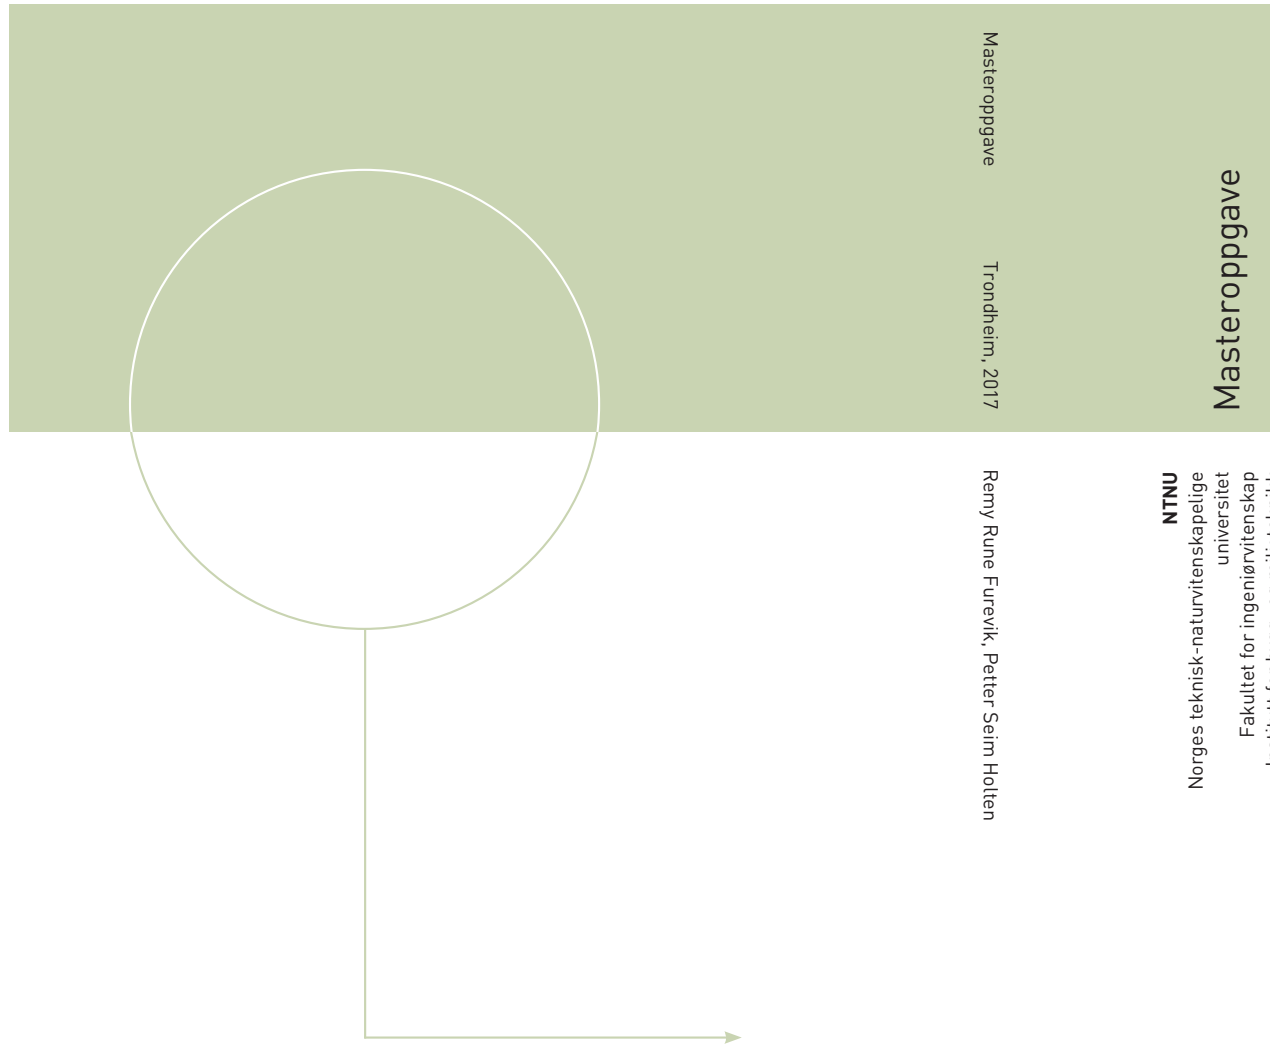 Masteroppgave
Trondheim, 2017
Remy Rune Furevik, Petter Seim Holten
Masteroppgave
NTNU
Norges teknisk-naturvitenskapelige
universitet
Fakultet for ingeniørvitenskap